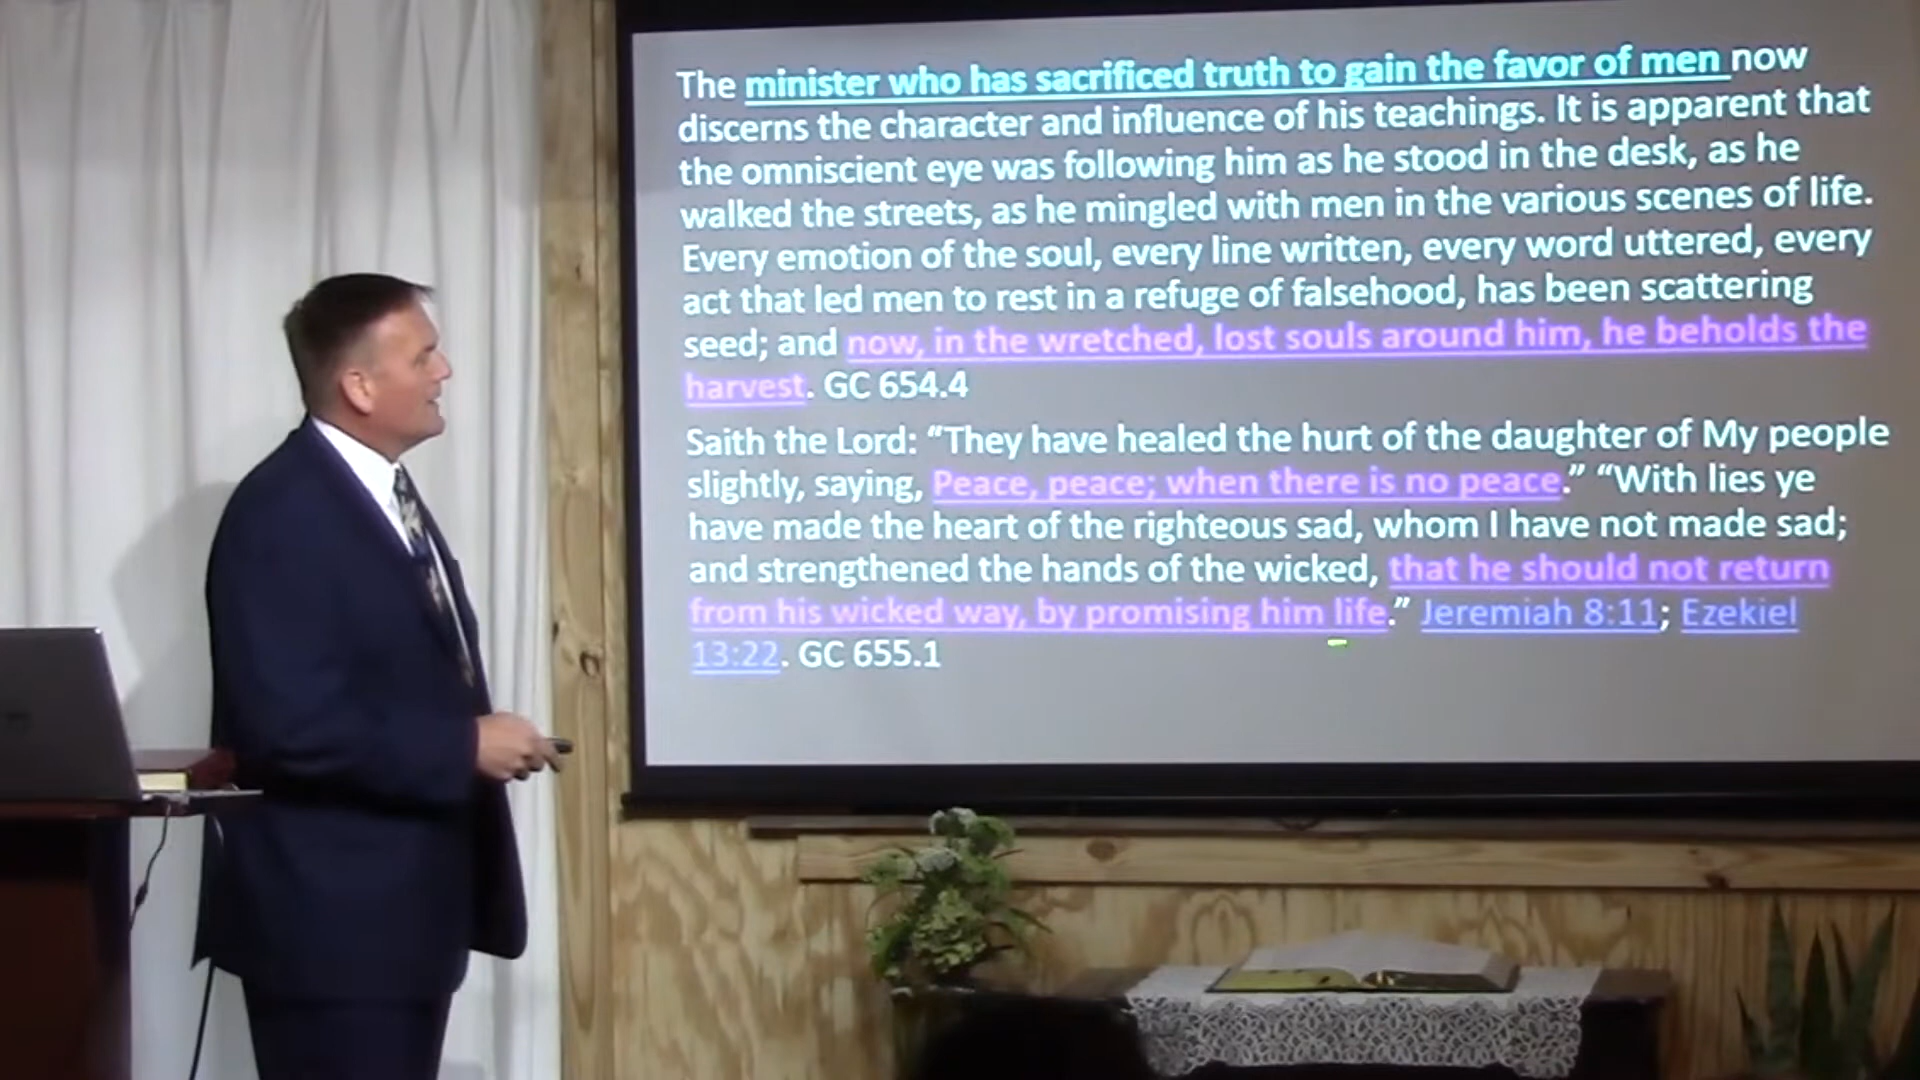 The minister who has sacrificed truth to gain the favor of men now
discerns the character and influence of his teachings. It is apparent that
the omniscient eye was following him as he stood in the desk, as he
walked the streets, as he mingled with men in the various scenes of life.
Every emotion of the soul, every line written, every word uttered, every
act that led men to rest in a refuge of falsehood, has been scattering
seed; and now, in the wretched, lost souls around him, he beholds the
harvest. GC 654.4
Saith the Lord: “They have healed the hurt of the daughter of My people
slightly, saying, Peace, peace; when there is no peace.” “With lies ye
have made the heart of the righteous sad, whom I have not made sad;
and strengthened the hands of the wicked, that he should not return
from his wicked way, by promising him life.” Jeremiah 8:11; Ezekiel
13:22. GC 655.1